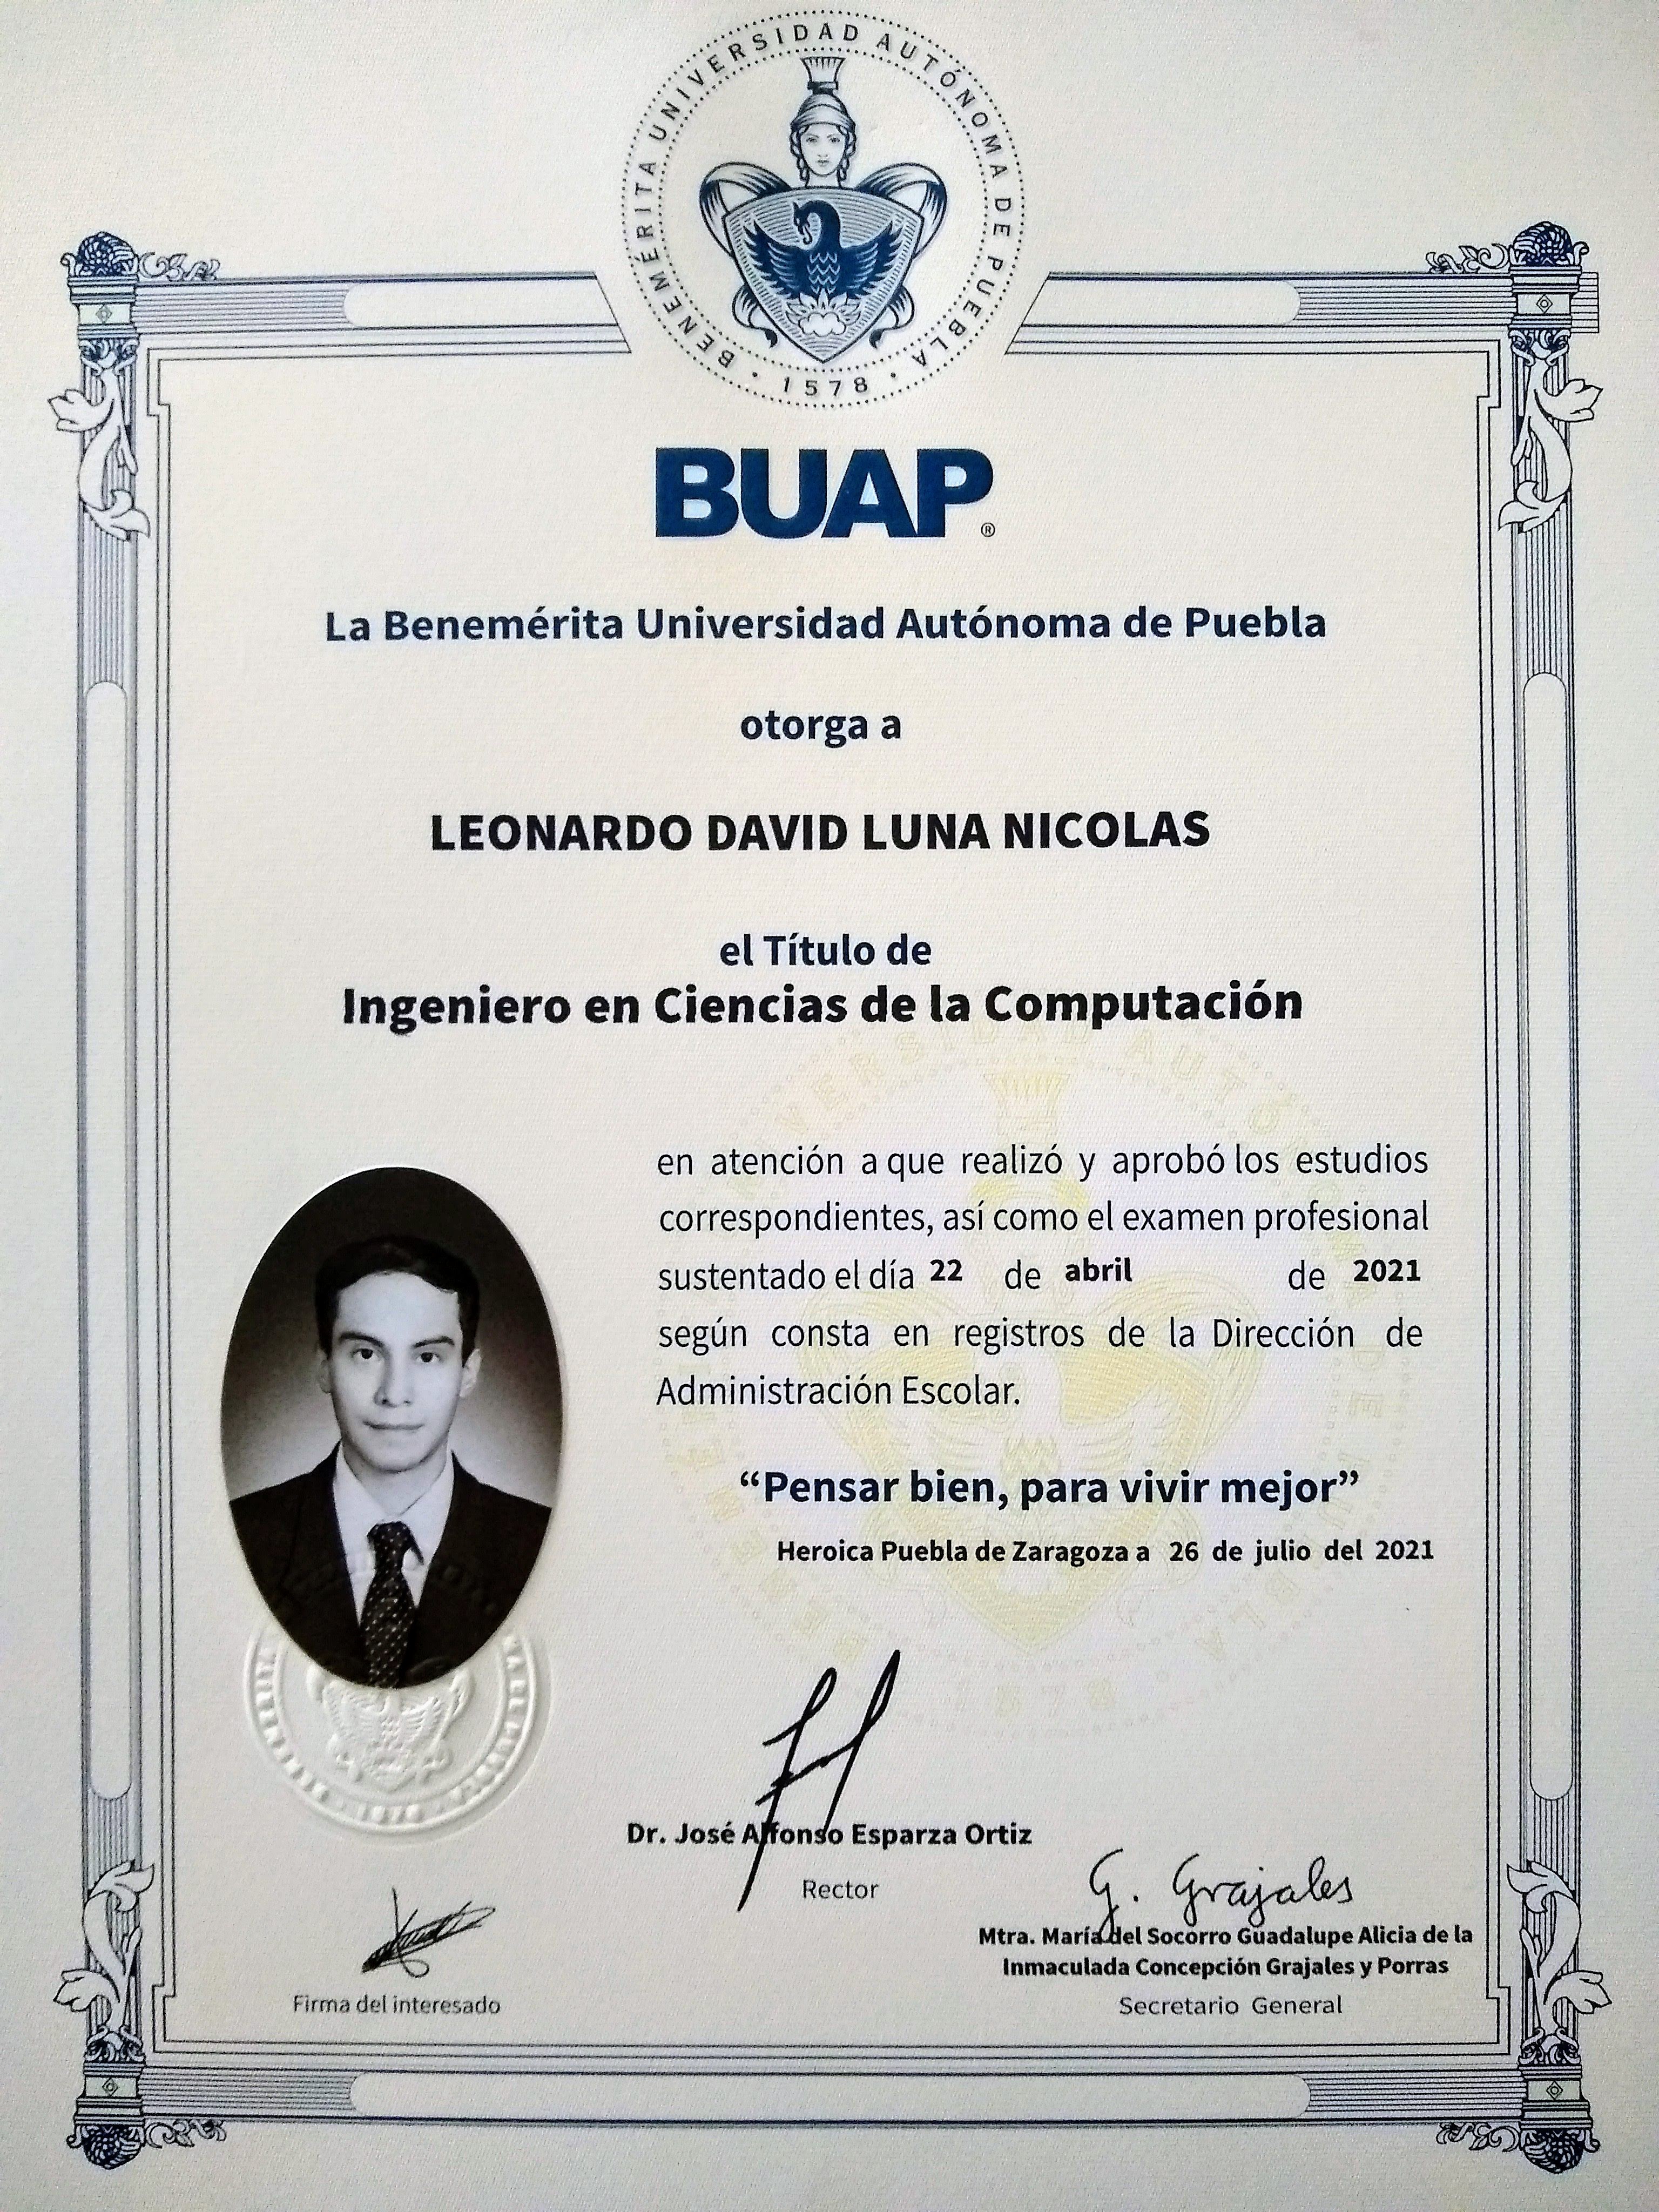 BENEMÉRITA UNIVERSIDAD AUTÓNOMA DE PUEBLA
· 1578 ·
BUAP®
La Benemérita Universidad Autónoma de Puebla
otorga a
LEONARDO DAVID LUNA NICOLAS
el Título de
Ingeniero en Ciencias de la Computación
en atención a que realizó y aprobó los estudios
correspondientes, así como el examen profesional
sustentado el día 22 de abril de 2021
según consta en registros de la Dirección de
Administración Escolar.
“Pensar bien, para vivir mejor”
Heroica Puebla de Zaragoza a 26 de julio del 2021
Dr. José Alfonso Esparza Ortiz
Rector
G. Grajales
Mtra. María del Socorro Guadalupe Alicia de la
Inmaculada Concepción Grajales y Porras
Secretario General
Firma del interesado